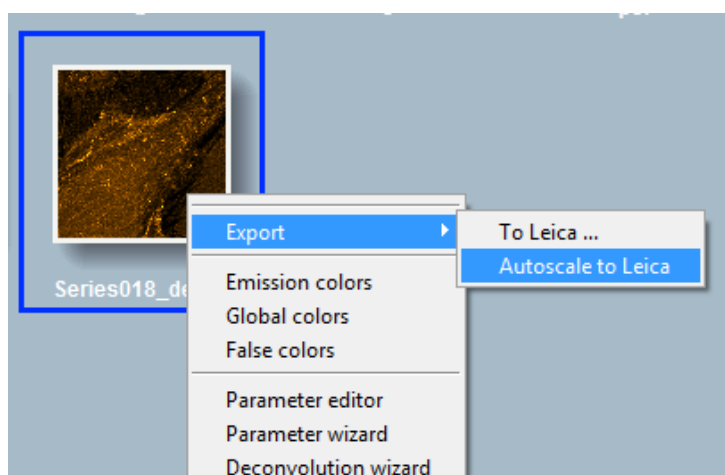 Series018_de
Export
To Leica ...
Autoscale to Leica
Emission colors
Global colors
False colors
Parameter editor
Parameter wizard
Deconvolution wizard